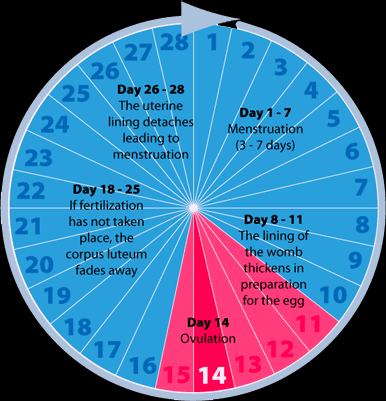 1
2
3
4
5
6
7
8
9
10
11
12
13
14
15
16
17
18
19
20
21
22
23
24
25
26
27
28
Day 1 - 7
Menstruation
(3 - 7 days)
Day 8 - 11
The lining of
the womb
thickens in
preparation
for the egg
Day 14
Ovulation
Day 18 - 25
If fertilization
has not taken
place, the
corpus luteum
fades away
Day 26 - 28
The uterine
lining detaches
leading to
menstruation